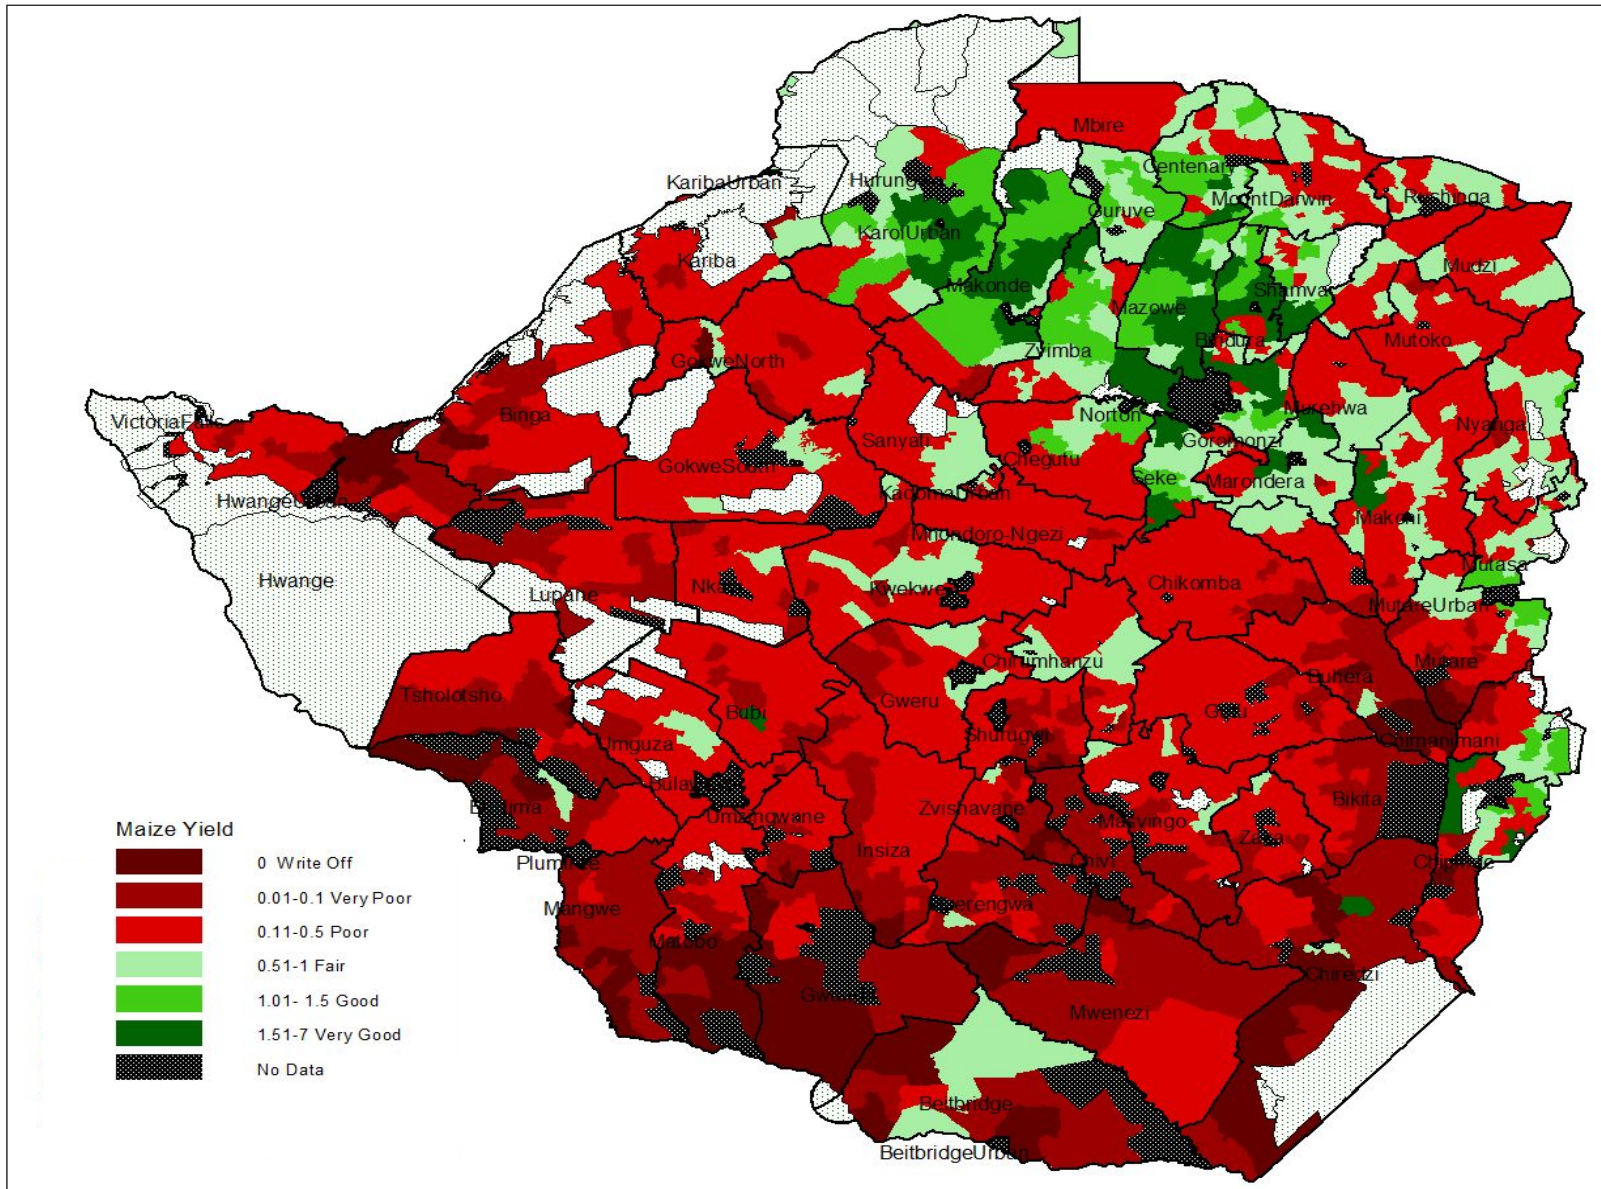 Mbire
Centenary
KaribaUrban
Hurung
MountDarwin
Rushinga
Guruve
KaroiUrban
Kariba
Mudzi
Makonde
Shamva
Mazowe
Bindura
Mutoko
Zvimba
GokweNorth
Binga
Norton
Murehwa
VictoriaFalls
Nyanga
Sanyati
Goromonzi
Chegutu
GokweSouth
Seke
Marondera
HwangeUrban
KadomaUrban
Makoni
Mhondoro-Ngezi
Mutasa
Hwange
Chikomba
Nka
Kwekwe
Lupane
MutareUrban
Chirumhanzu
Mutare
Buhera
Tsholotsho
Gweru
Bubi
Gutu
Shurugwi
Chimanimani
Umguza
Bulaw
Bikita
Zvishavane
Umzingwane
Masvingo
Zaka
Maize Yield
Insiza
Chivi
Plumtree
Chipinge
0 Write Off
0.01-0.1 Very Poor
Mangwe
erengwa
0.11-0.5 Poor
Matobo
0.51-1 Fair
Chiredzi
1.01- 1.5 Good
Gwanda
Mwenezi
1.51-7 Very Good
No Data
Beitbridge
BeitbridgeUrban